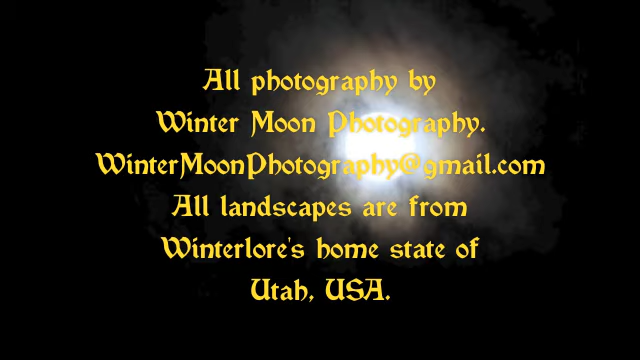 All photography by
Winter Moon Photography.
WinterMoonPhotography@gmail.com
All landscapes are from
Winterlore's home state of
Utah, USA.